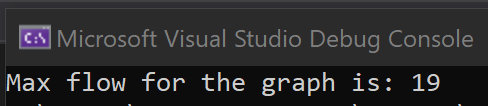 C:\ Microsoft Visual Studio Debug Console
Max flow for the graph is: 19